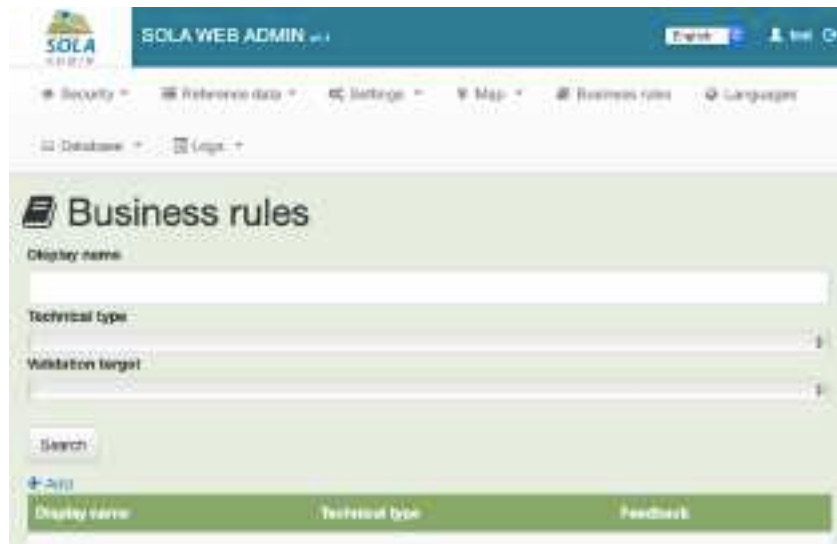 SOLA
SOLA WEB ADMIN
English
Security
Reference data
Settings
Map
Business rules
Languages
Database
Logs
Business rules
Display name
Technical type
Validation target
Search
Add
Display name Technical type Feedback